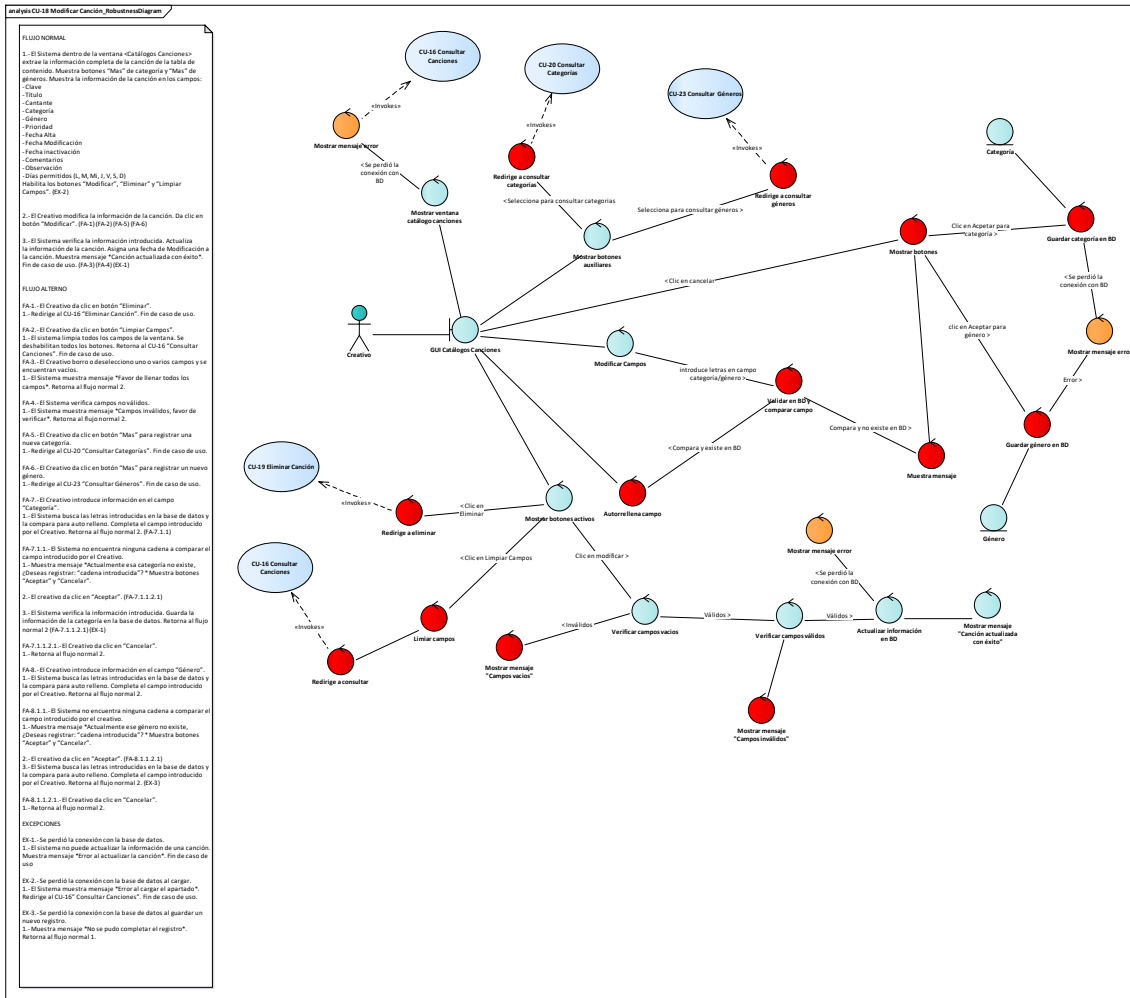 analysis CU-18 Modificar Canción_RobustnessDiagram
FLUJO NORMAL
1.- El Sistema dentro de la ventana <Catálogos Canciones>
extrae la información completa de la canción de la tabla de
contenido. Muestra botones "Mas" de categoría y "Mas" de
géneros. Muestra la información de la canción en los campos:
- Clave
- Título
- Cantante
- Categoría
- Género
- Prioridad
- Fecha Alta
- Fecha Modificación
- Fecha inactivación
- Comentarios
- Observación
- Días permitidos (L, M, Mi, J, V, S, D)
Habilita los botones "Modificar", "Eliminar" y "Limpiar
Campos". (EX-2)
2.- El Creativo modifica la información de la canción. Da clic en
botón "Modificar". (FA-1) (FA-2) (FA-5) (FA-6)
3.- El Sistema verifica la información introducida. Actualiza
la información de la canción. Asigna una fecha de Modificación a
la canción. Muestra mensaje *Canción actualizada con éxito*.
Fin de caso de uso. (FA-3) (FA-4) (EX-1)
FLUJO ALTERNO
FA-1.- El Creativo da clic en botón "Eliminar".
1.- Redirige al CU-16 "Eliminar Canción". Fin de caso de uso.
FA-2.- El Creativo da clic en botón "Limpiar Campos".
1.- El sistema limpia todos los campos de la ventana. Se
deshabilitan todos los botones. Retorna al CU-16 "Consultar
Canciones". Fin de caso de uso.
FA-3.- El Creativo borro o deselecciono uno o varios campos y se
encuentran vacíos.
1.- El Sistema muestra mensaje *Favor de llenar todos los
campos*. Retorna al flujo normal 2.
FA-4.- El Sistema verifica campos no válidos.
1.- El Sistema muestra mensaje *Campos inválidos, favor de
verificar*. Retorna al flujo normal 2.
FA-5.- El Creativo da clic en botón "Mas" para registrar una
nueva categoría.
1.- Redirige al CU-20 "Consultar Categorías". Fin de caso de uso.
FA-6.- El Creativo da clic en botón "Mas" para registrar un nuevo
género.
1.- Redirige al CU-23 "Consultar Géneros". Fin de caso de uso.
FA-7.- El Creativo introduce información en el campo
"Categoría".
1.- El Sistema busca las letras introducidas en la base de datos y
la compara para auto relleno. Completa el campo introducido
por el Creativo. Retorna al flujo normal 2. (FA-7.1.1)
FA-7.1.1.- El Sistema no encuentra ninguna cadena a comparar el
campo introducido por el Creativo.
1.- Muestra mensaje *Actualmente esa categoría no existe,
¿Deseas registrar: "cadena introducida"? * Muestra botones
"Aceptar" y "Cancelar".
2.- El creativo da clic en "Aceptar". (FA-7.1.1.2.1)
3.- El Sistema verifica la información introducida. Guarda la
información de la categoría en la base de datos. Retorna al flujo
normal 2 (FA-7.1.1.2.1) (EX-1)
FA-7.1.1.2.1.- El Creativo da clic en "Cancelar".
1.- Retorna al flujo normal 2.
FA-8.- El Creativo introduce información en el campo "Género".
1.- El Sistema busca las letras introducidas en la base de datos y
la compara para auto relleno. Completa el campo introducido
por el Creativo. Retorna al flujo normal 2.
FA-8.1.1.- El Sistema no encuentra ninguna cadena a comparar el
campo introducido por el creativo.
1.- Muestra mensaje *Actualmente ese género no existe,
¿Deseas registrar: "cadena introducida"? * Muestra botones
"Aceptar" y "Cancelar".
2.- El creativo da clic en "Aceptar". (FA-8.1.1.2.1)
3.- El Sistema busca las letras introducidas en la base de datos y
la compara para auto relleno. Completa el campo introducido
por el Creativo. Retorna al flujo normal 2. (EX-3)
FA-8.1.1.2.1.- El Creativo da clic en "Cancelar".
1.- Retorna al flujo normal 2.
EXCEPCIONES
EX-1.- Se perdió la conexión con la base de datos.
1.- El sistema no puede actualizar la información de una canción.
Muestra mensaje *Error al actualizar la canción*. Fin de caso de
uso
EX-2.- Se perdió la conexión con la base de datos al cargar.
1.- El Sistema muestra mensaje *Error al cargar el apartado*.
Redirige al CU-16" Consultar Canciones". Fin de caso de uso.
EX-3.- Se perdió la conexión con la base de datos al guardar un
nuevo registro.
1.- Muestra mensaje *No se pudo completar el registro*.
Retorna al flujo normal 1.
CU-16 Consultar
Canciones
CU-20 Consultar
Categorías
CU-23 Consultar Géneros
«Invokes»
«Invokes»
«Invokes»
Mostrar mensaje error
<Se perdió la
conexión con
BD
Redirige a consultar
categorías
Redirige a consultar
géneros
Mostrar ventana
catálogo canciones
<Selecciona para consultar categorias
Selecciona para consultar géneros >
Mostrar botones
auxiliares
Categoría
Clic en Acpetar para
categoría >
Guardar categoría en BD
Mostrar botones
<Clic en cancelar
<Se perdió la
conexión con BD
Creativo
GUI Catálogos Canciones
Modificar Campos
clic en Aceptar para
género >
Mostrar mensaje error
introduce letras en campo
categoría/género >
Validar en BD y
comparar campo
Error >
Guardar género en BD
<Compara y existe en BD
Compara y no existe en BD >
Muestra mensaje
CU-19 Eliminar Canción
«Invokes»
<Clic en
Eliminar
Redirige a eliminar
Mostrar botones activos
Autorrellena campo
Género
Mostrar mensaje error
CU-16 Consultar
Canciones
<Clic en Limpiar Campos
Clic en modificar >
<Se perdió la
conexión con BD
«Invokes»
Limiar campos
< Inválidos
Verificar campos vacios
Válidos >
Verificar campos válidos
Válidos >
Actualizar información
en BD
Mostrar mensaje
"Canción actualizada
con éxito"
Redirige a consultar
Mostrar mensaje
"Campos vacios"
Mostrar mensaje
"Campos inválidos"